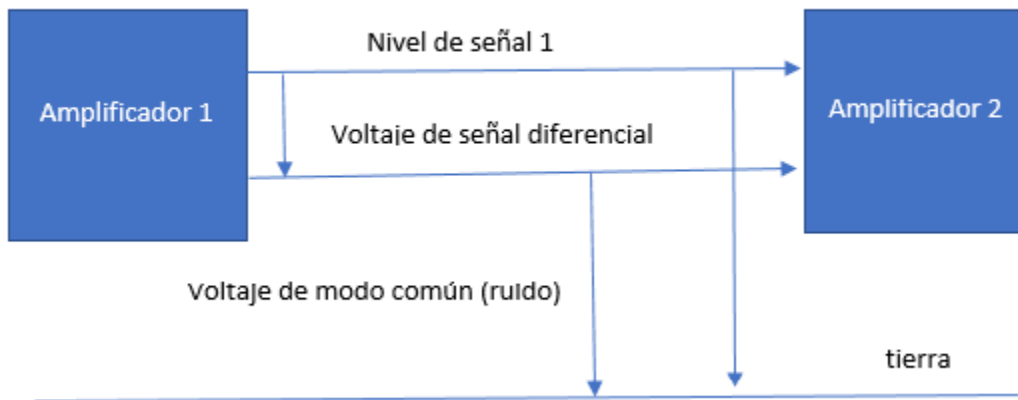 Nivel de señal 1
Amplificador 1
Amplificador 2
Voltaje de señal diferencial
Voltaje de modo común (ruido)
tierra